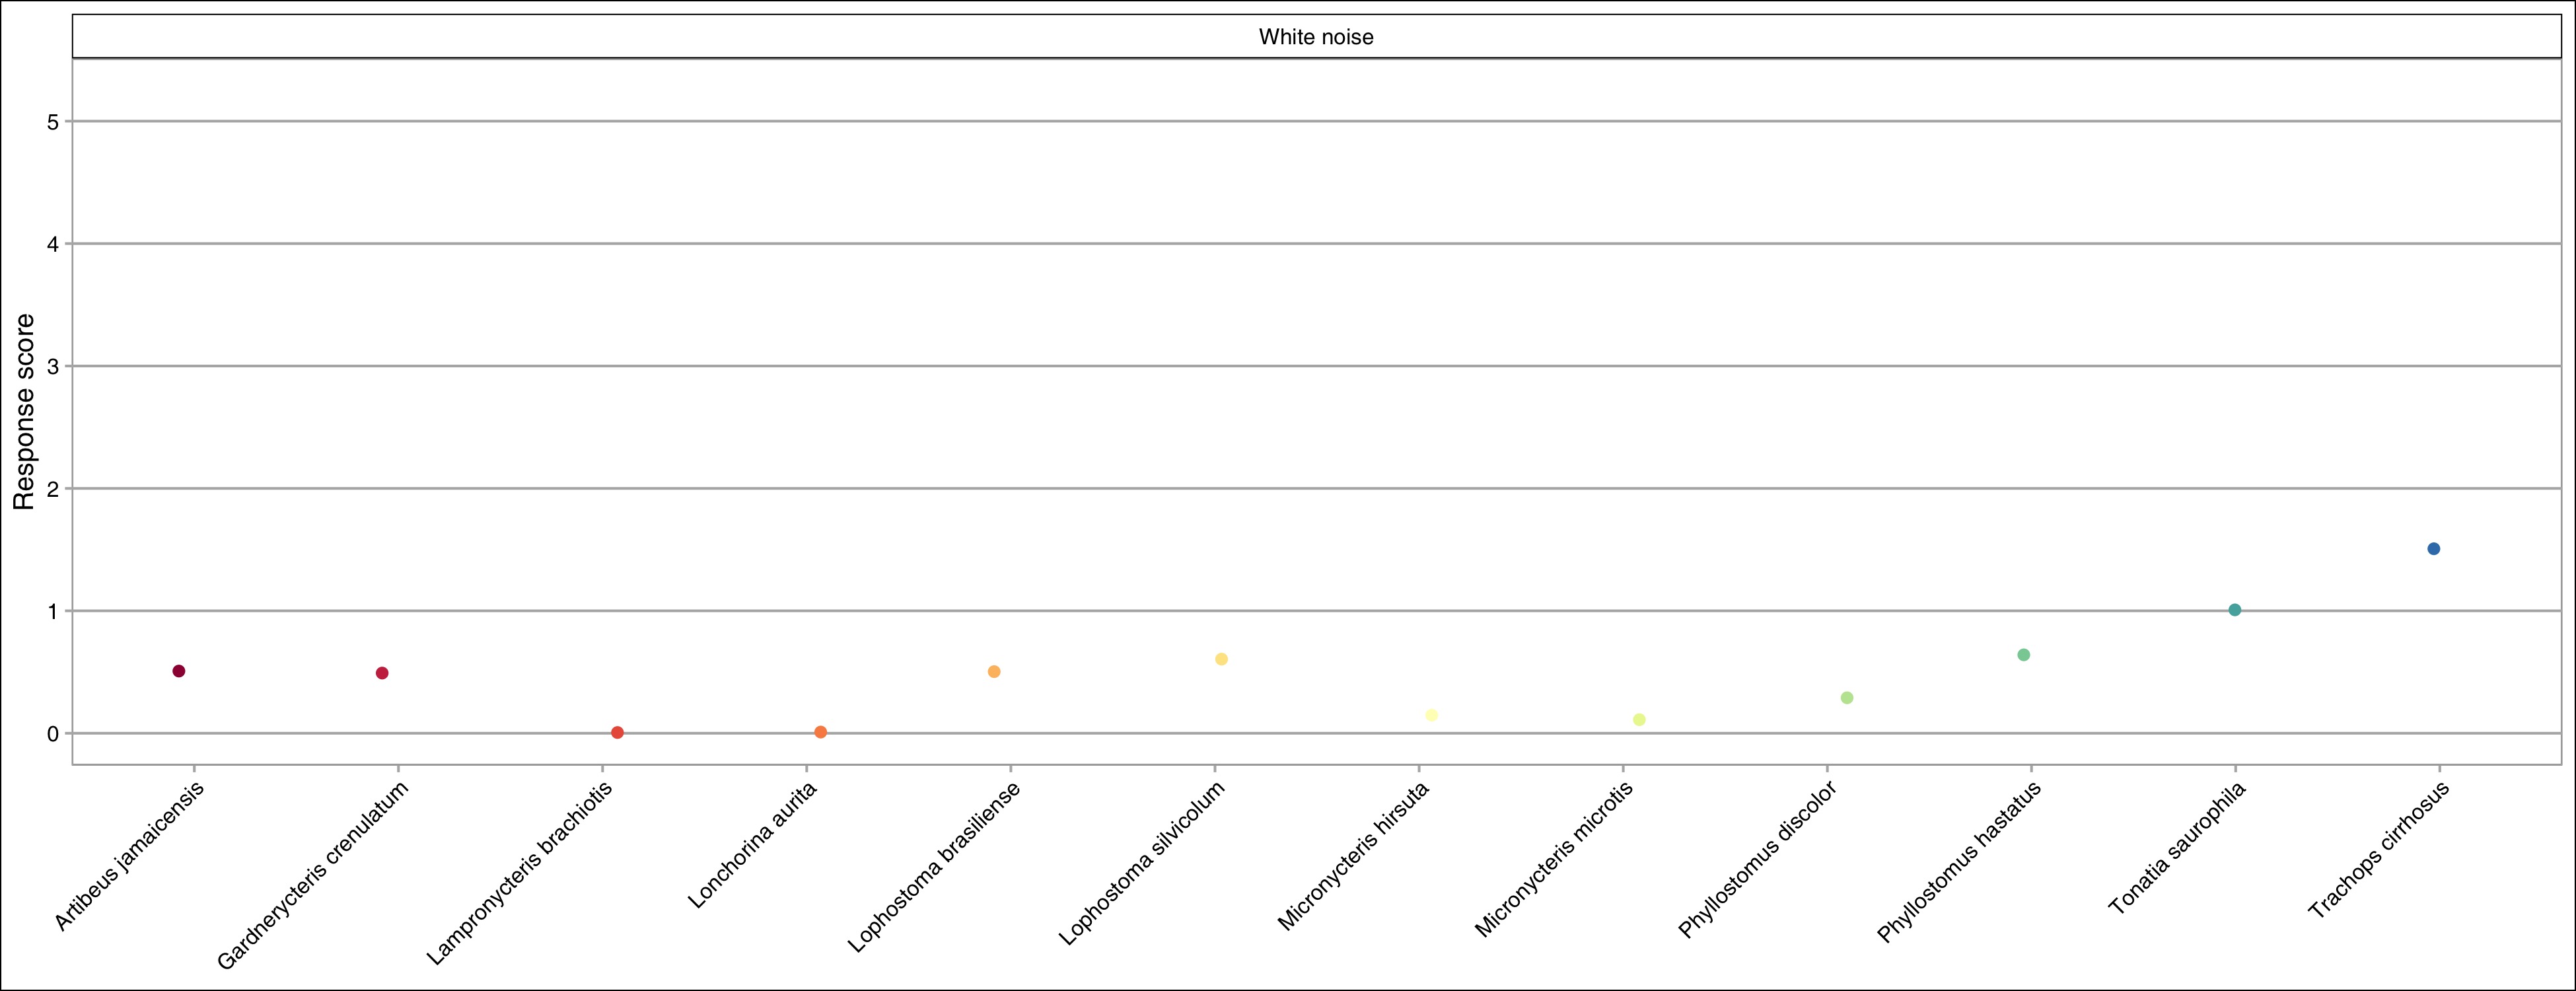 White noise
Response score
5
4
3
2
1
0
Artibeus jamaicensis
Gardnerycteris crenulatum
Lampronycteris brachiotis
Lonchorina aurita
Lophostoma brasiliense
Lophostoma silvicolum
Micronycteris hirsuta
Micronycteris microtis
Phyllostomus discolor
Phyllostomus hastatus
Tonatia saurophila
Trachops cirrhosus